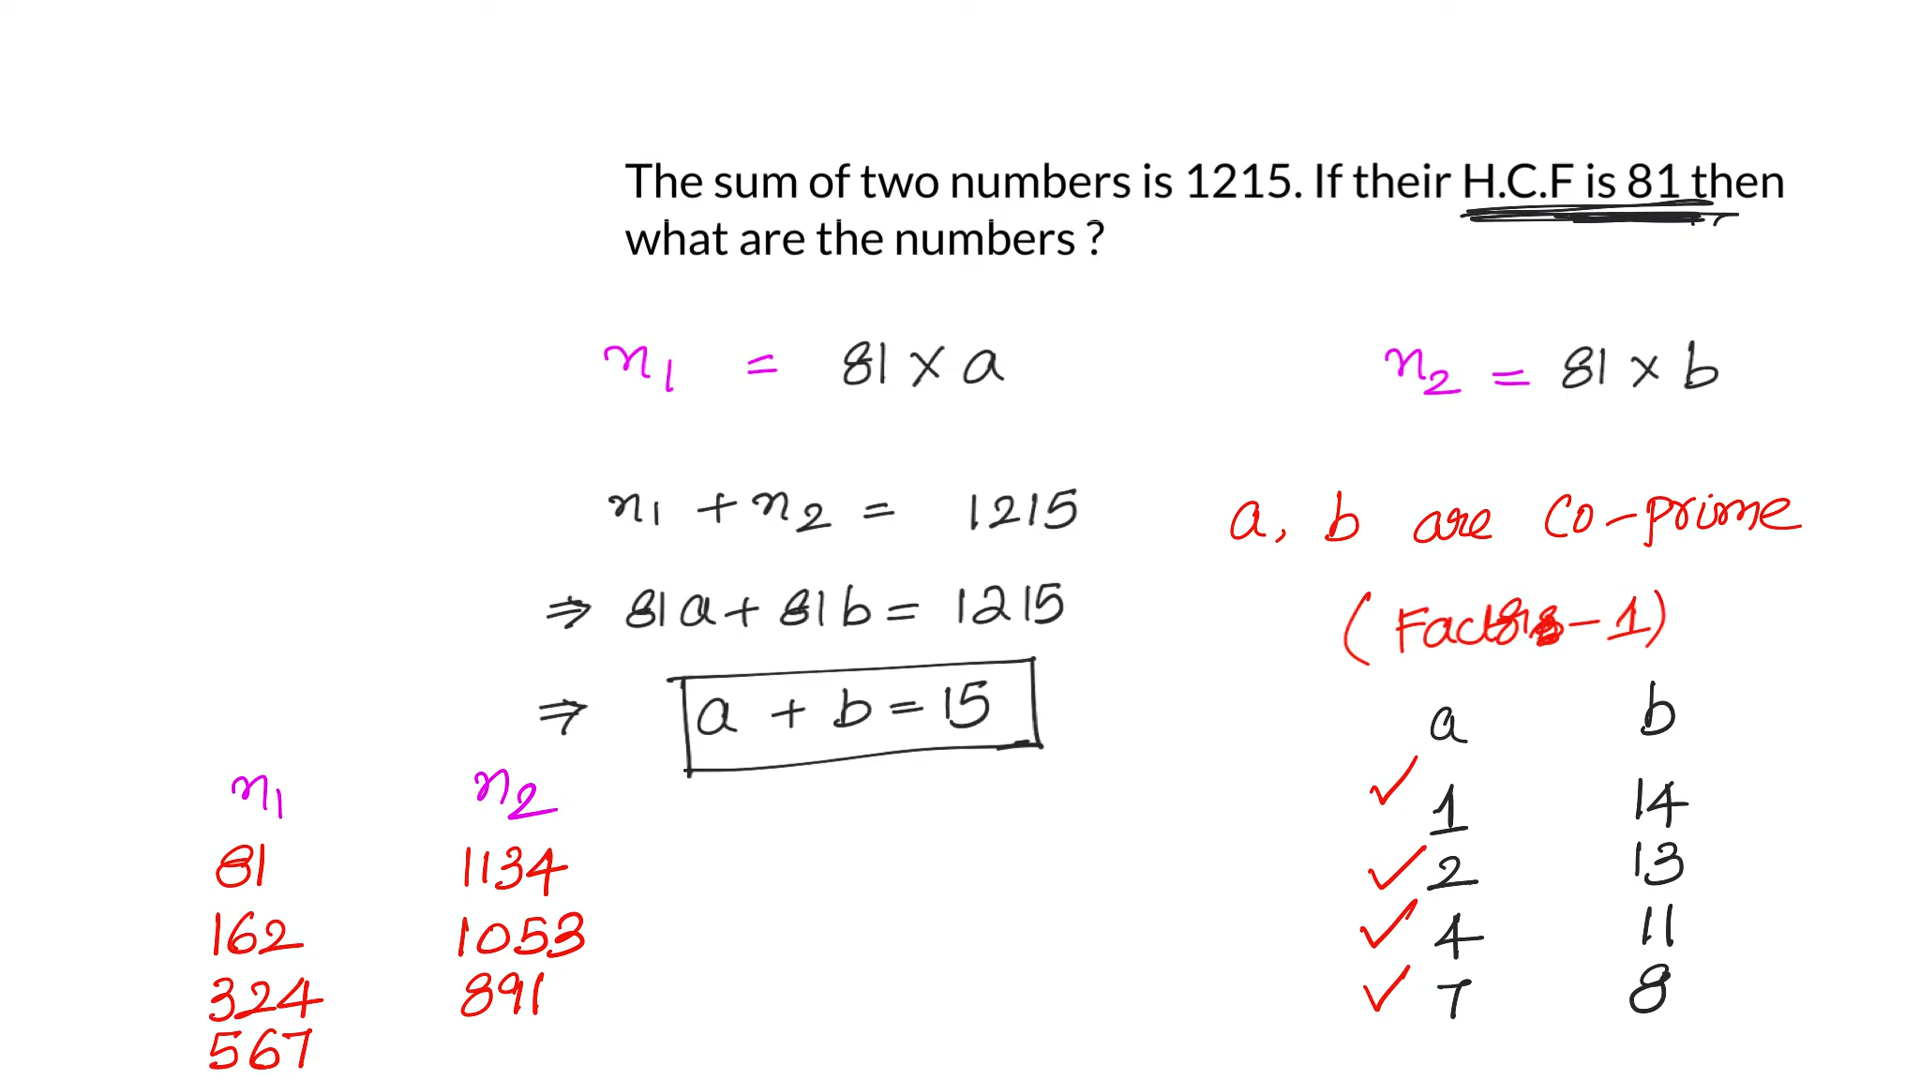 The sum of two numbers is 1215. If their H.C.F is 81 then
what are the numbers ?
n1 = 81 × a
n2 = 81 × b
n1 + n2 = 1215
⇒ 81a + 81b = 1215
⇒ a + b = 15
a, b are co-prime
(Factors - 1)
a b
✓ 1 14
✓ 2 13
✓ 4 11
✓ 7 8
n1 n2
81 1134
162 1053
324 891
567